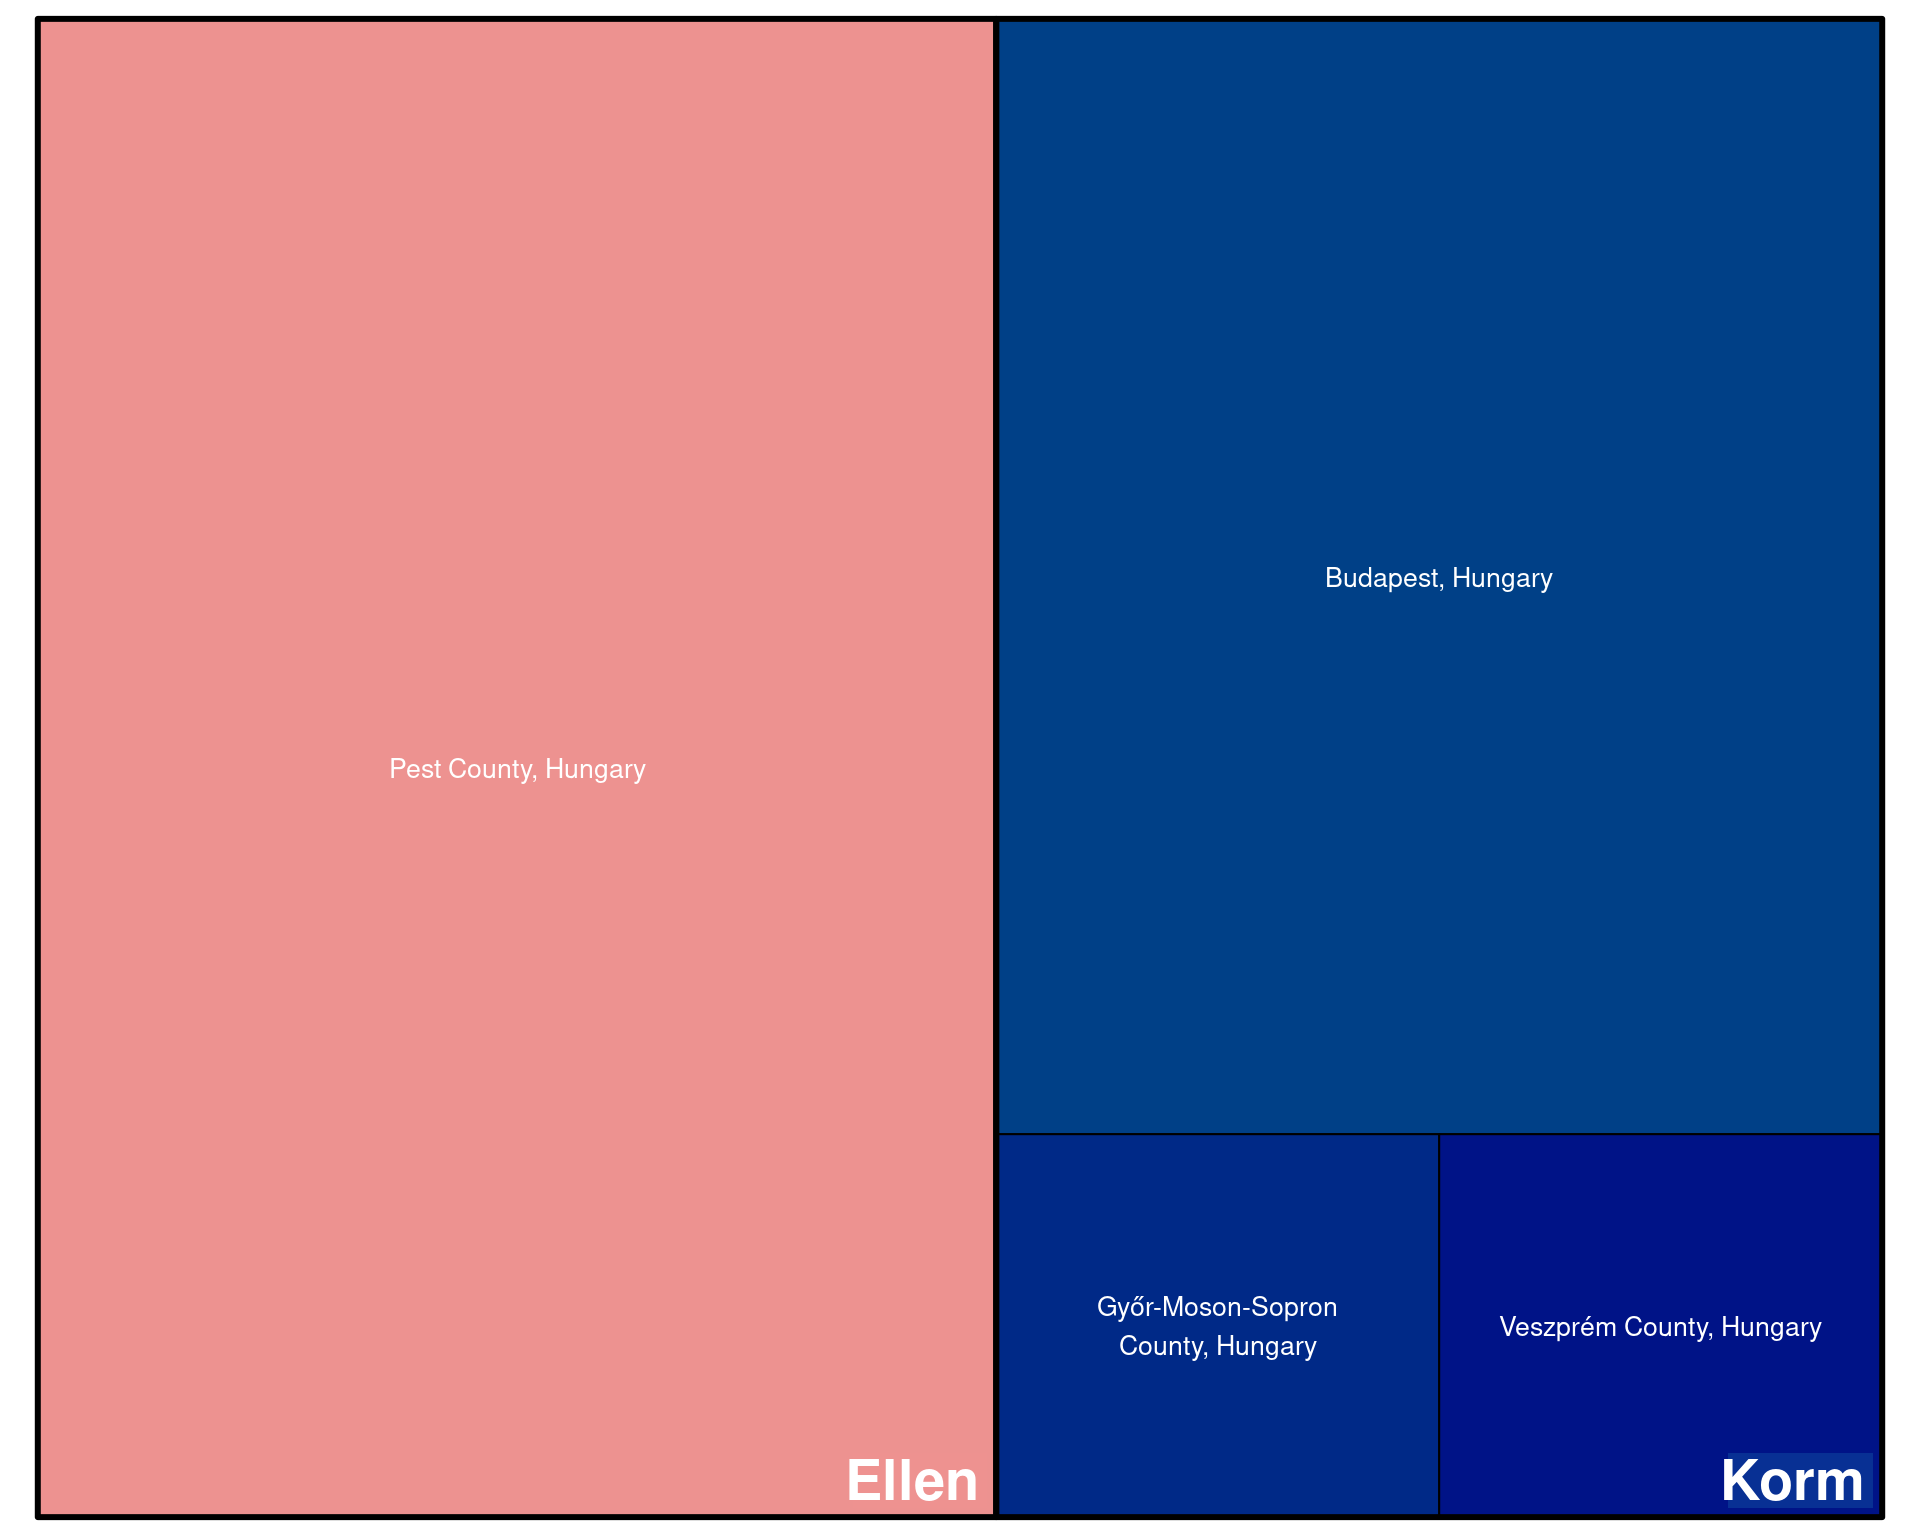 Pest County, Hungary
Ellen
Budapest, Hungary
Győr-Moson-Sopron
County, Hungary
Veszprém County, Hungary
Korm